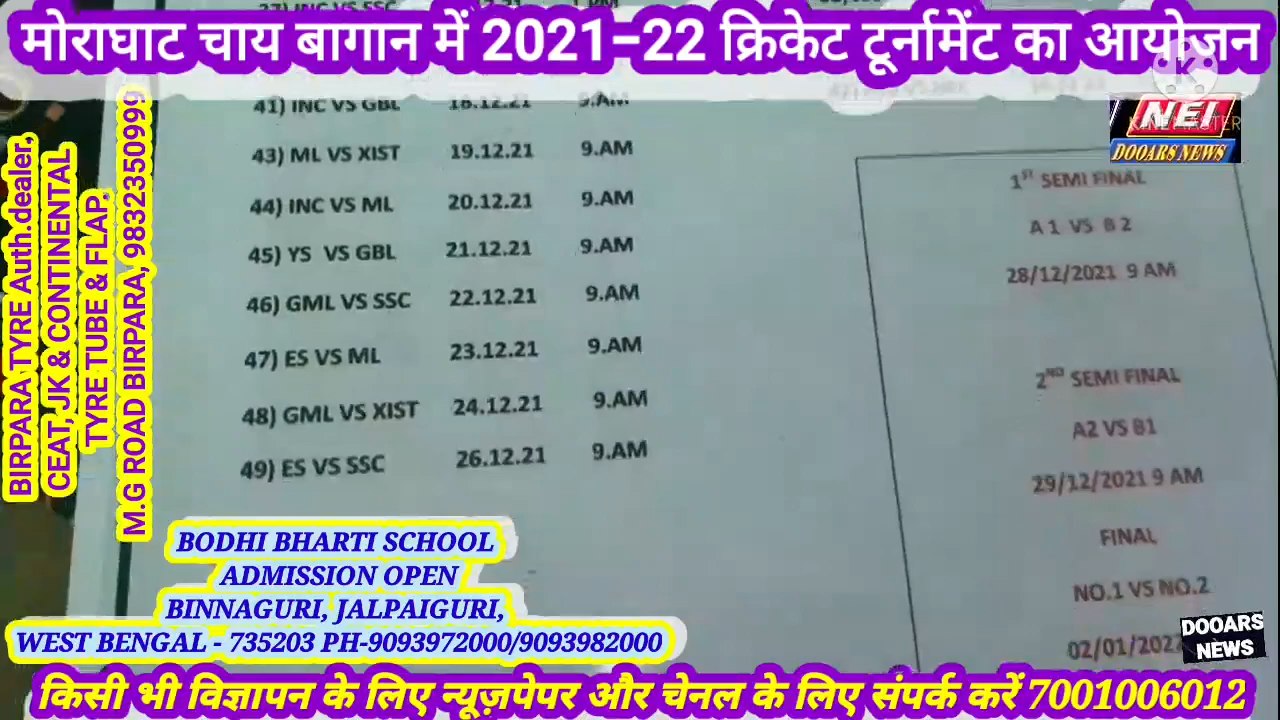 मोराघाट चाय बागान में 2021-22 क्रिकेट टूर्नामेंट का आयोजन
NEI
KINEMASTER
DOOARS NEWS
BIRPARA TYRE Auth.dealer,
CEAT, JK & CONTINENTAL
TYRE TUBE & FLAP.
M.G ROAD BIRPARA, 9832350999
41) INC VS GBL 18.12.21 9.AM
43) ML VS XIST 19.12.21 9.AM
44) INC VS ML 20.12.21 9.AM
45) YS VS GBL 21.12.21 9.AM
46) GML VS SSC 22.12.21 9.AM
47) ES VS ML 23.12.21 9.AM
48) GML VS XIST 24.12.21 9.AM
49) ES VS SSC 26.12.21 9.AM
1ST SEMI FINAL
A 1 VS B 2
28/12/2021 9 AM
2ND SEMI FINAL
A2 VS B1
29/12/2021 9 AM
FINAL
NO.1 VS NO.2
02/01/202
DOOARS
NEWS
BODHI BHARTI SCHOOL
ADMISSION OPEN
BINNAGURI, JALPAIGURI,
WEST BENGAL - 735203 PH-9093972000/9093982000
किसी भी विज्ञापन के लिए न्यूज़पेपर और चेनल के लिए संपर्क करें 7001006012